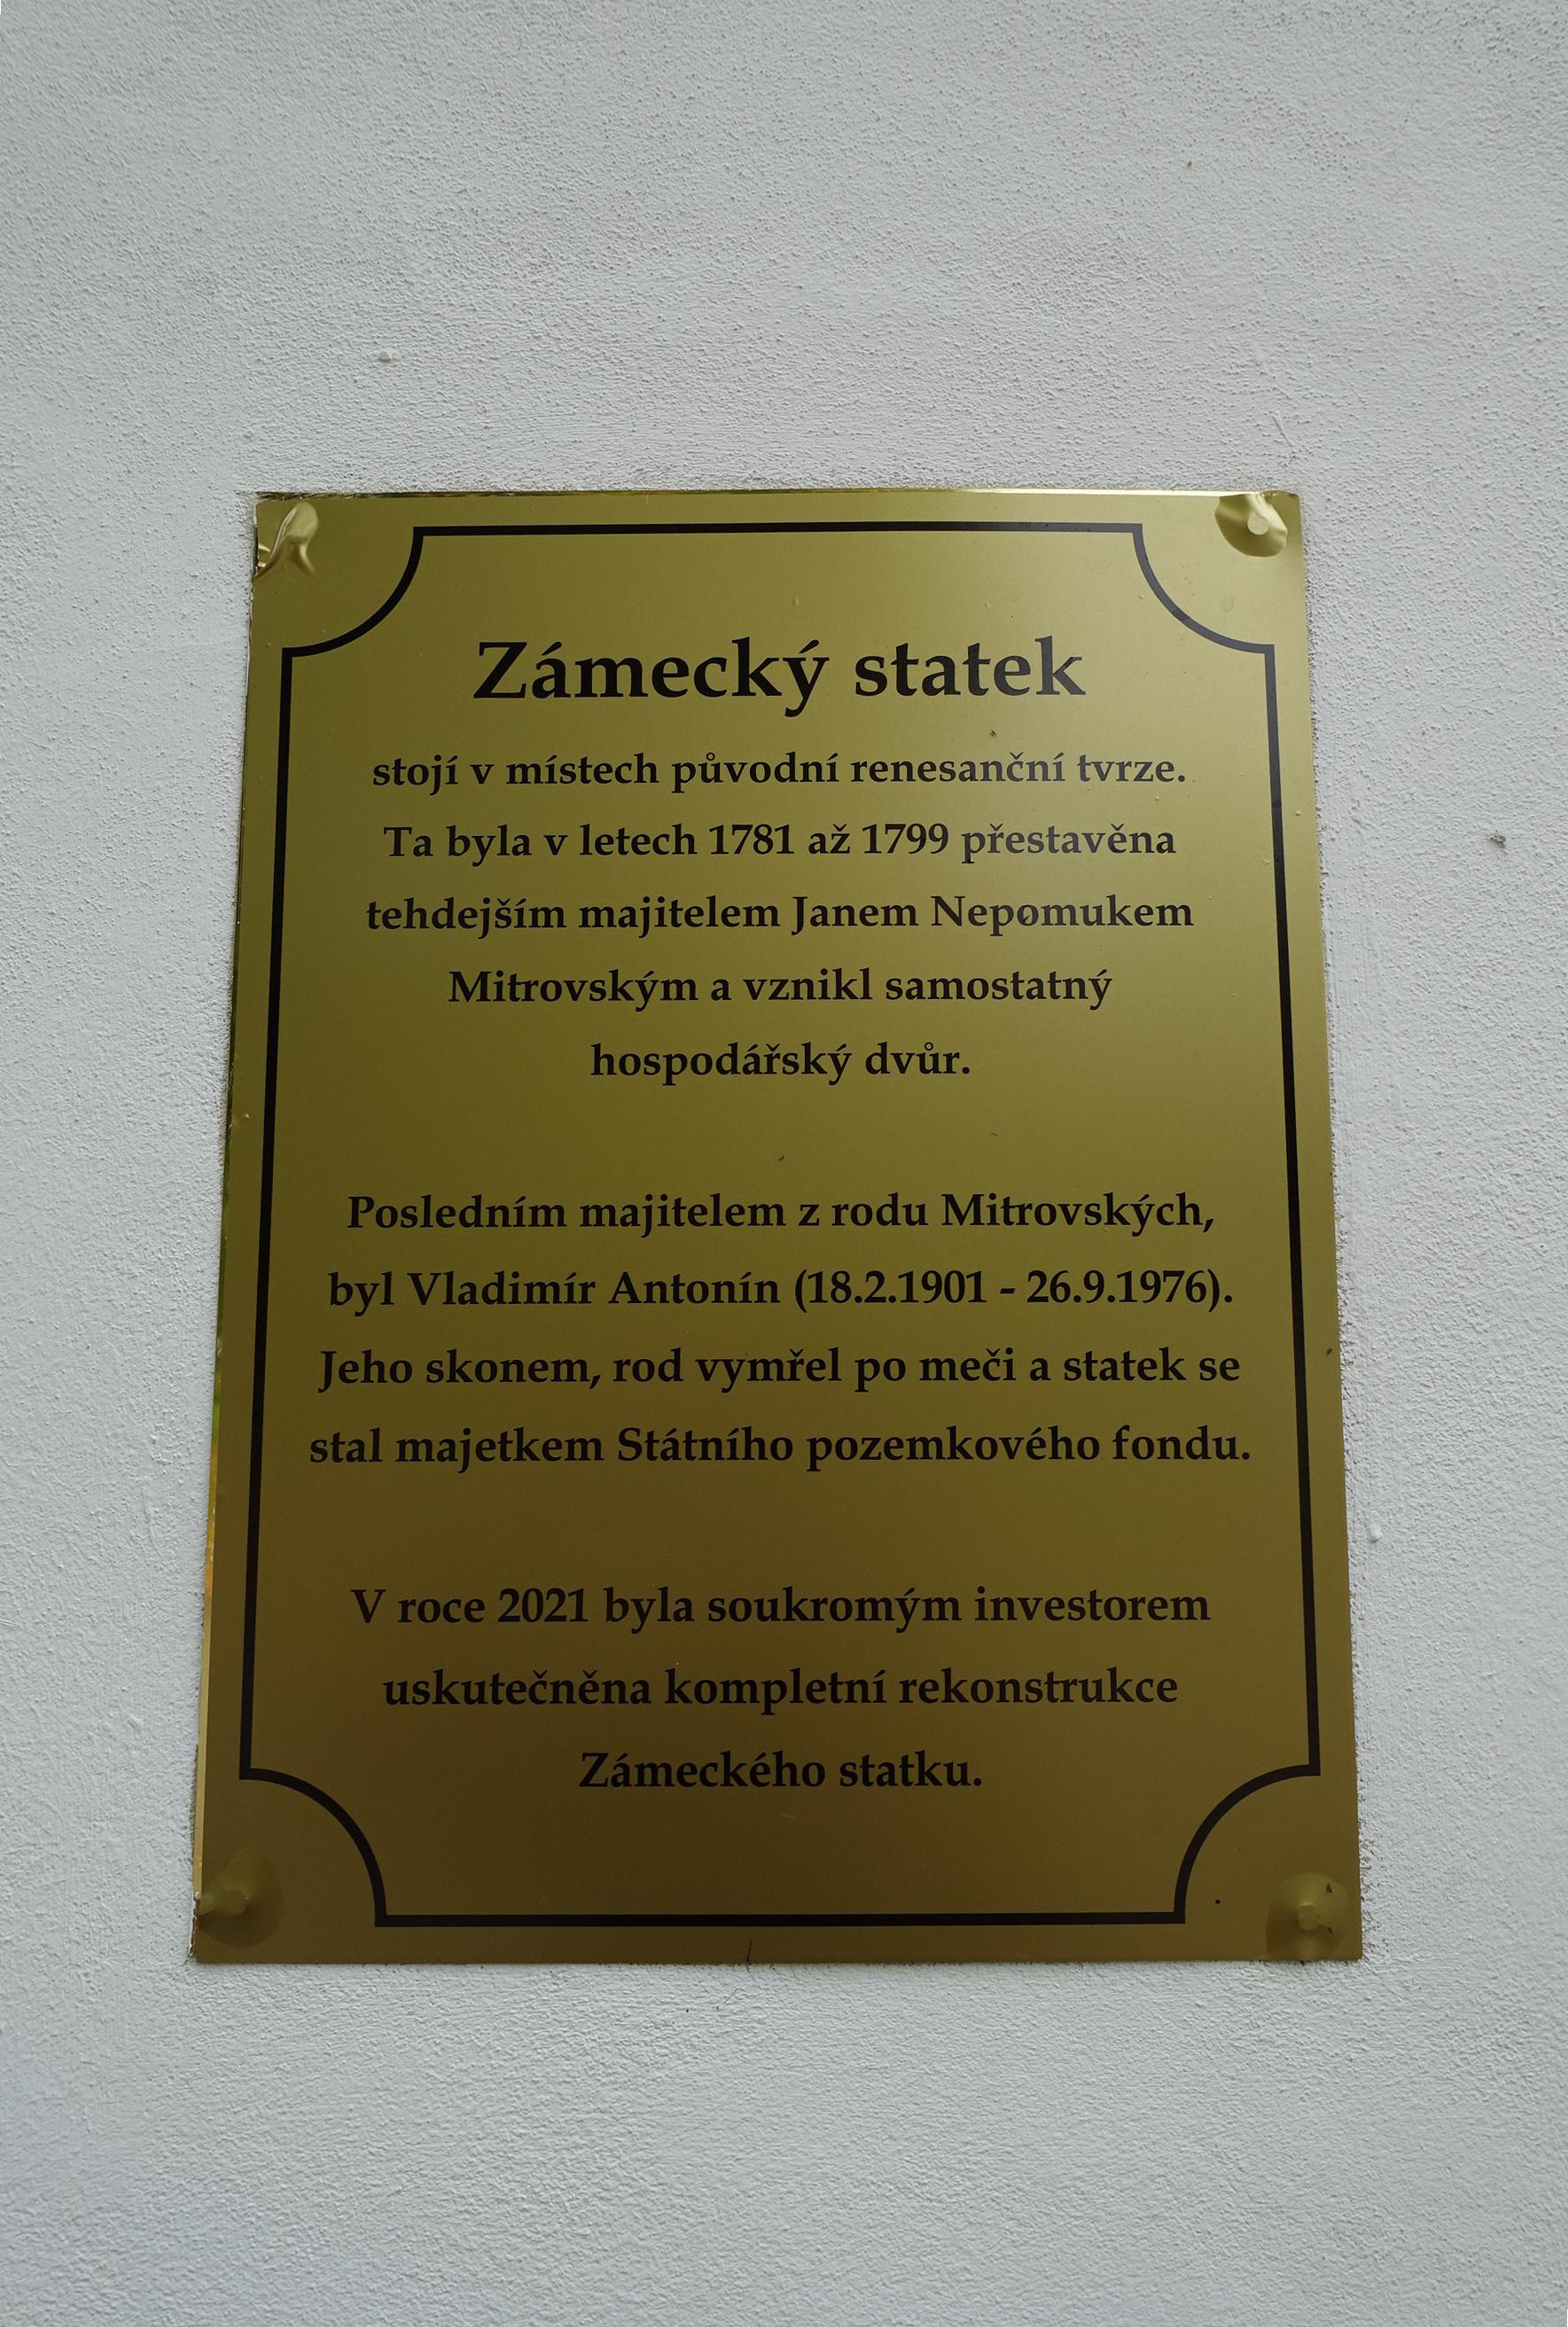 Zámecký statek
stojí v místech původní renesanční tvrze.
Ta byla v letech 1781 až 1799 přestavěna
tehdejším majitelem Janem Nepomukem
Mitrovským a vznikl samostatný
hospodářský dvůr.
Posledním majitelem z rodu Mitrovských,
byl Vladimír Antonín (18.2.1901 - 26.9.1976).
Jeho skonem, rod vymřel po meči a statek se
stal majetkem Státního pozemkového fondu.
V roce 2021 byla soukromým investorem
uskutečněna kompletní rekonstrukce
Zámeckého statku.